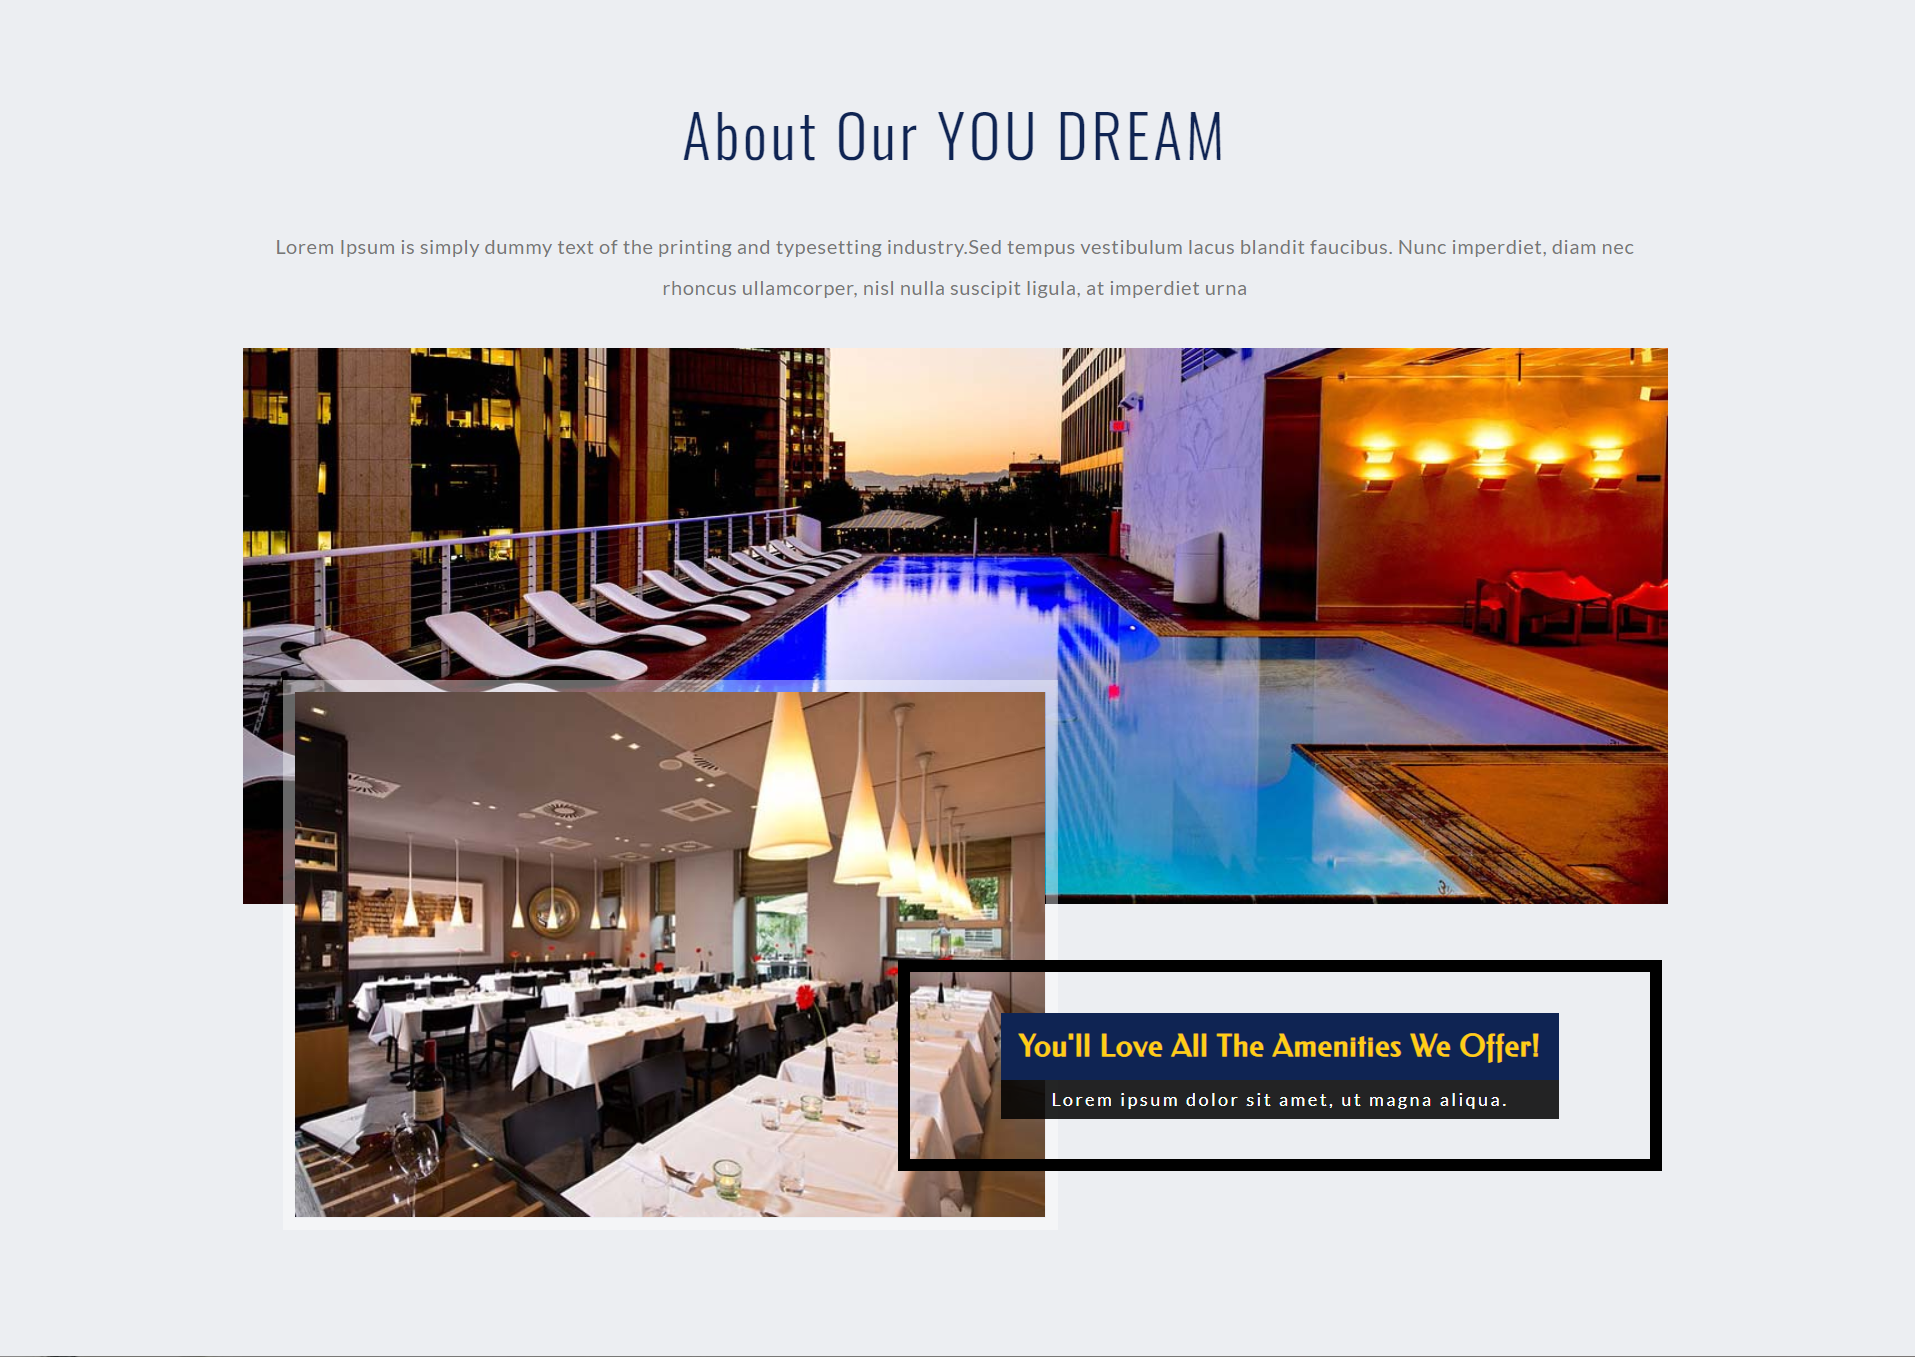 About Our YOU DREAM
Lorem Ipsum is simply dummy text of the printing and typesetting industry.Sed tempus vestibulum lacus blandit faucibus. Nunc imperdiet, diam nec
rhoncus ullamcorper, nisl nulla suscipit ligula, at imperdiet urna
You'll Love All The Amenities We Offer!
Lorem ipsum dolor sit amet, ut magna aliqua.